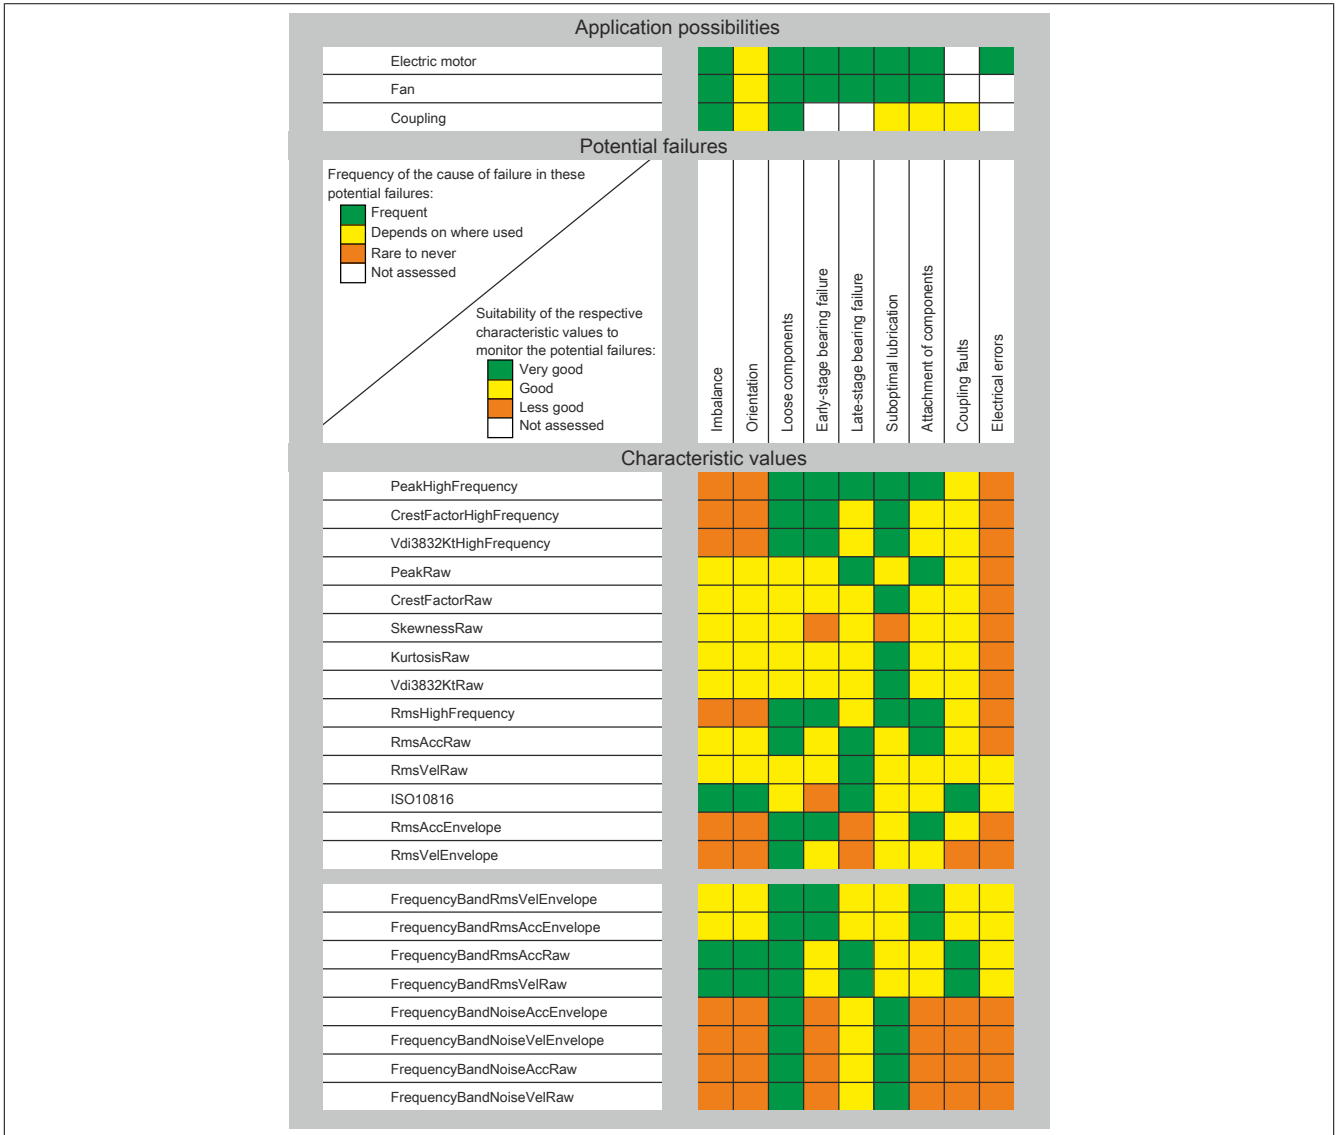 Application possibilities
Electric motor
Fan
Coupling
Potential failures
Frequency of the cause of failure in these
potential failures:
Frequent
Depends on where used
Rare to never
Not assessed
Suitability of the respective
characteristic values to
monitor the potential failures:
Very good
Good
Less good
Not assessed
Imbalance
Orientation
Loose components
Early-stage bearing failure
Late-stage bearing failure
Suboptimal lubrication
Attachment of components
Coupling faults
Electrical errors
Characteristic values
PeakHighFrequency
CrestFactorHighFrequency
Vdi3832KtHighFrequency
PeakRaw
CrestFactorRaw
SkewnessRaw
KurtosisRaw
Vdi3832KtRaw
RmsHighFrequency
RmsAccRaw
RmsVelRaw
ISO10816
RmsAccEnvelope
RmsVelEnvelope
FrequencyBandRmsVelEnvelope
FrequencyBandRmsAccEnvelope
FrequencyBandRmsAccRaw
FrequencyBandRmsVelRaw
FrequencyBandNoiseAccEnvelope
FrequencyBandNoiseVelEnvelope
FrequencyBandNoiseAccRaw
FrequencyBandNoiseVelRaw